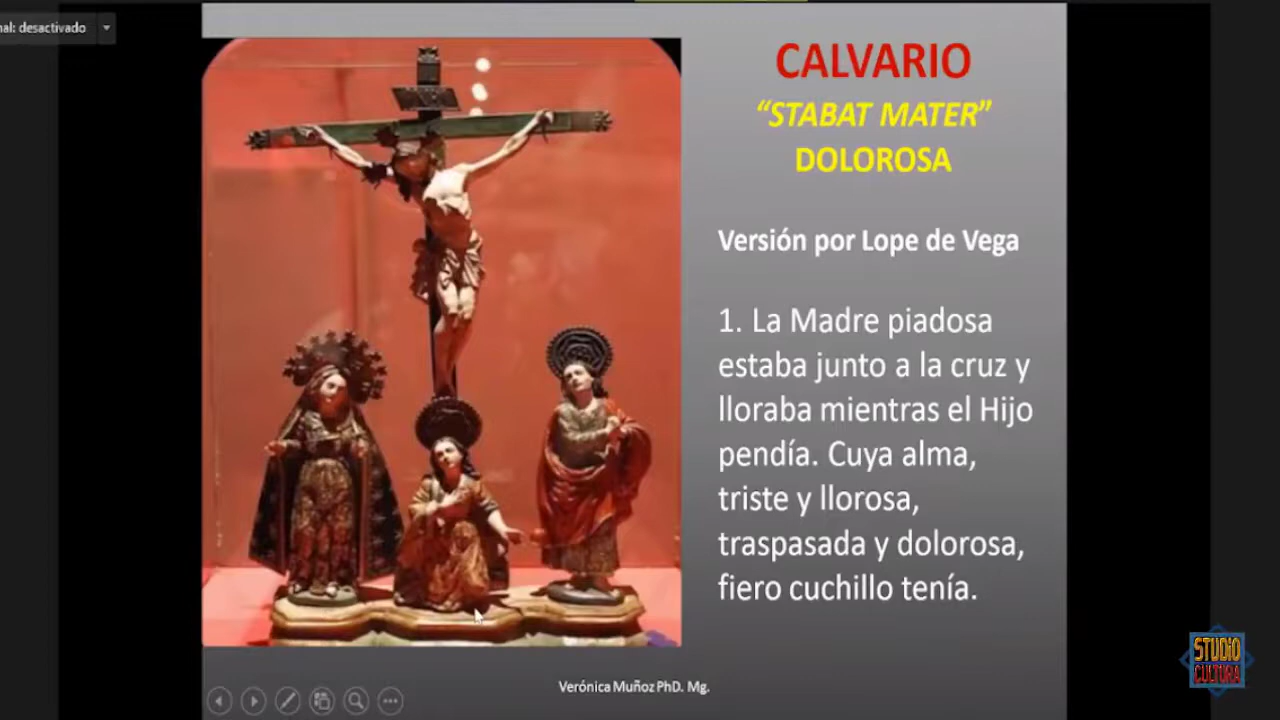 nal: desactivado
CALVARIO
“STABAT MATER”
DOLOROSA
Versión por Lope de Vega
1. La Madre piadosa
estaba junto a la cruz y
lloraba mientras el Hijo
pendía. Cuya alma,
triste y llorosa,
traspasada y dolorosa,
fiero cuchillo tenía.
Verónica Muñoz PhD. Mg.
STUDIO
CULTURA